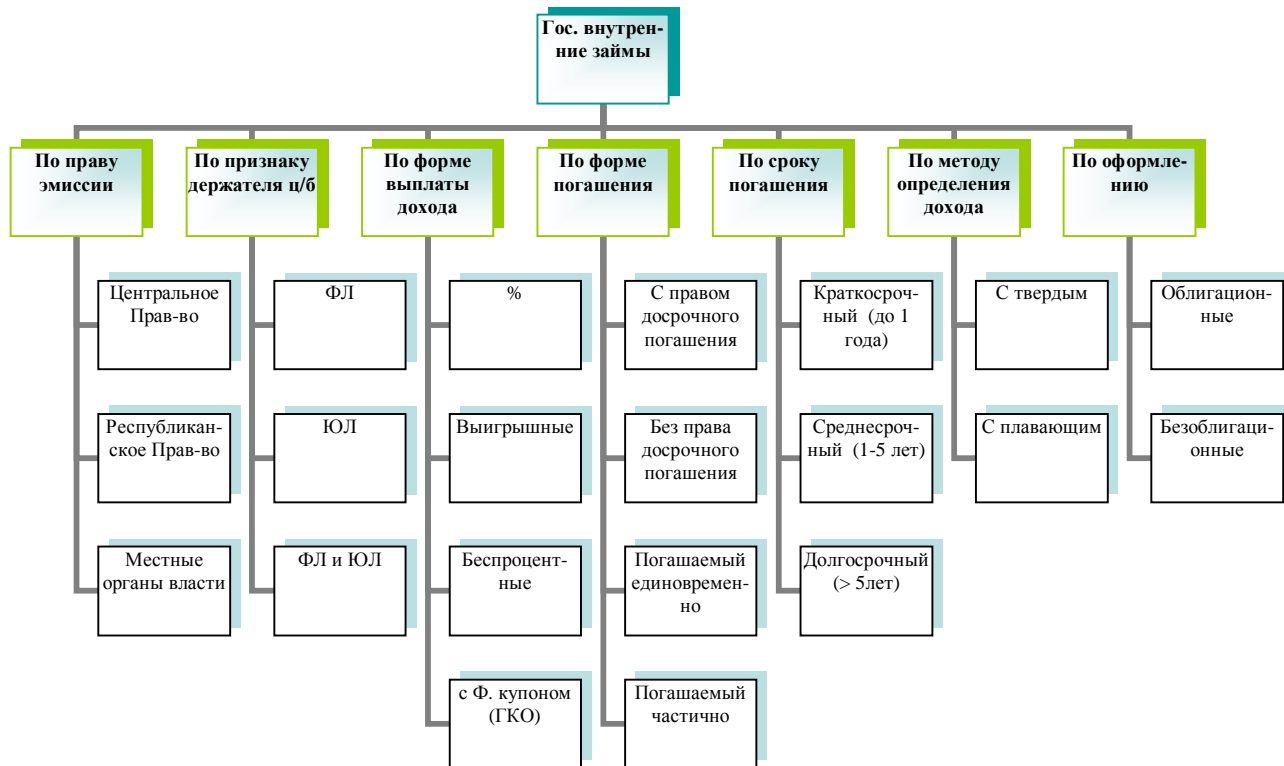 Гос. внутрен-
ние займы
По праву
эмиссии
По признаку
держателя ц/б
По форме
выплаты
дохода
По форме
погашения
По сроку
погашения
По методу
определения
дохода
По оформле-
нию
Центральное
Прав-во
ФЛ
%
С правом
досрочного
погашения
Краткосроч-
ный (до 1
года)
С твердым
Облигацион-
ные
Республикан-
ское Прав-во
ЮЛ
Выигрышные
Без права
досрочного
погашения
Среднесроч-
ный (1-5 лет)
С плавающим
Безоблигаци-
онные
Местные
органы власти
ФЛ и ЮЛ
Беспроцент-
ные
Погашаемый
единовремен-
но
Долгосрочный
(> 5лет)
с Ф. купоном
(ГКО)
Погашаемый
частично